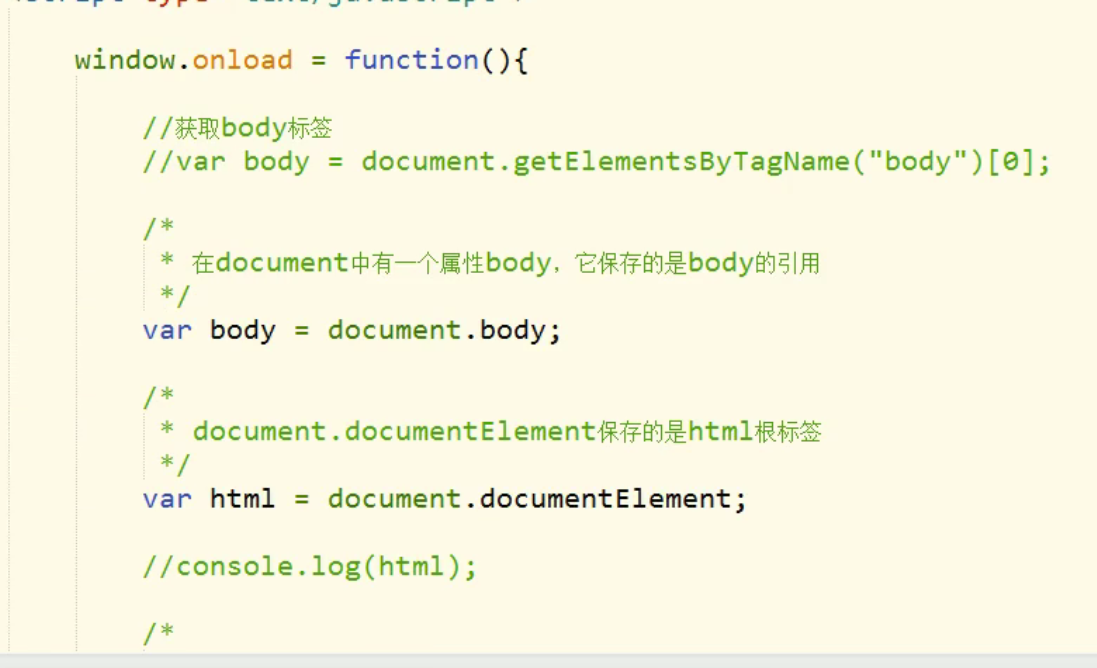 window.onload = function(){
//获取body标签
//var body = document.getElementsByTagName("body")[0];
/*
* 在document中有一个属性body，它保存的是body的引用
*/
var body = document.body;
/*
* document.documentElement保存的是html根标签
*/
var html = document.documentElement;
//console.log(html);
/*